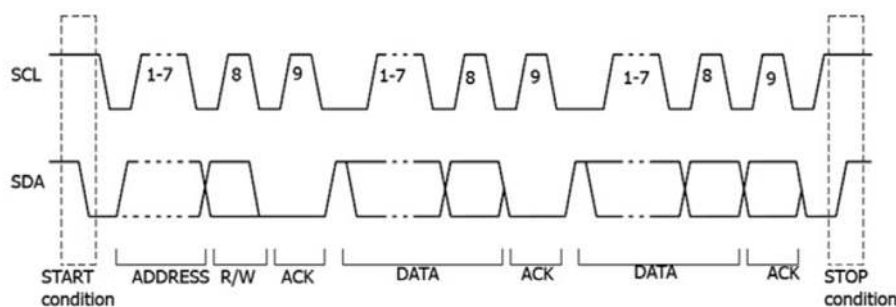 SCL 1-7 8 9 1-7 8 9 1-7 8 9
SDA
START ADDRESS R/W ACK DATA ACK DATA ACK STOP
condition condition